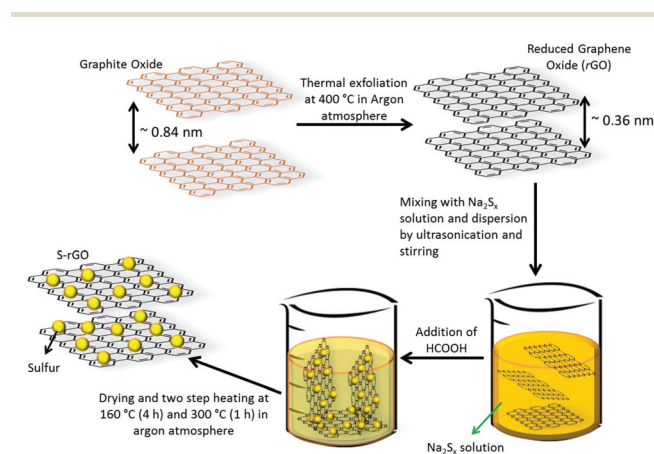 Graphite Oxide
~ 0.84 nm
Thermal exfoliation
at 400 °C in Argon
atmosphere
Reduced Graphene
Oxide (rGO)
~ 0.36 nm
Mixing with Na₂Sₓ
solution and dispersion
by ultrasonication and
stirring
Na₂Sₓ solution
Addition of
HCOOH
Drying and two step heating at
160 °C (4 h) and 300 °C (1 h) in
argon atmosphere
S-rGO
Sulfur